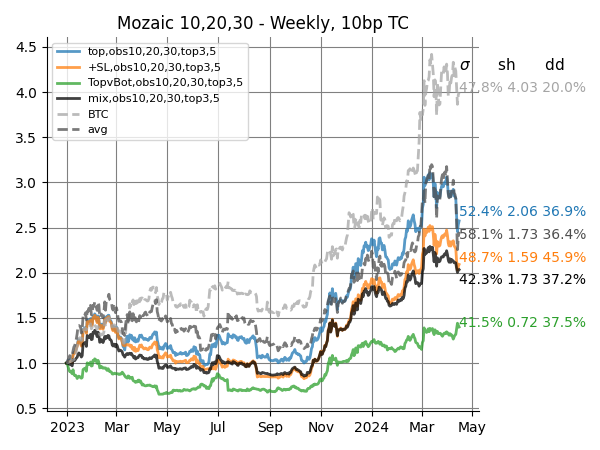 Mozaic 10,20,30 - Weekly, 10bp TC
top,obs10,20,30,top3,5
+SL,obs10,20,30,top3,5
TopvBot,obs10,20,30,top3,5
mix,obs10,20,30,top3,5
BTC
avg
σ sh dd
47.8% 4.03 20.0%
52.4% 2.06 36.9%
58.1% 1.73 36.4%
48.7% 1.59 45.9%
42.3% 1.73 37.2%
41.5% 0.72 37.5%
4.5
4.0
3.5
3.0
2.5
2.0
1.5
1.0
0.5
2023 Mar May Jul Sep Nov 2024 Mar May